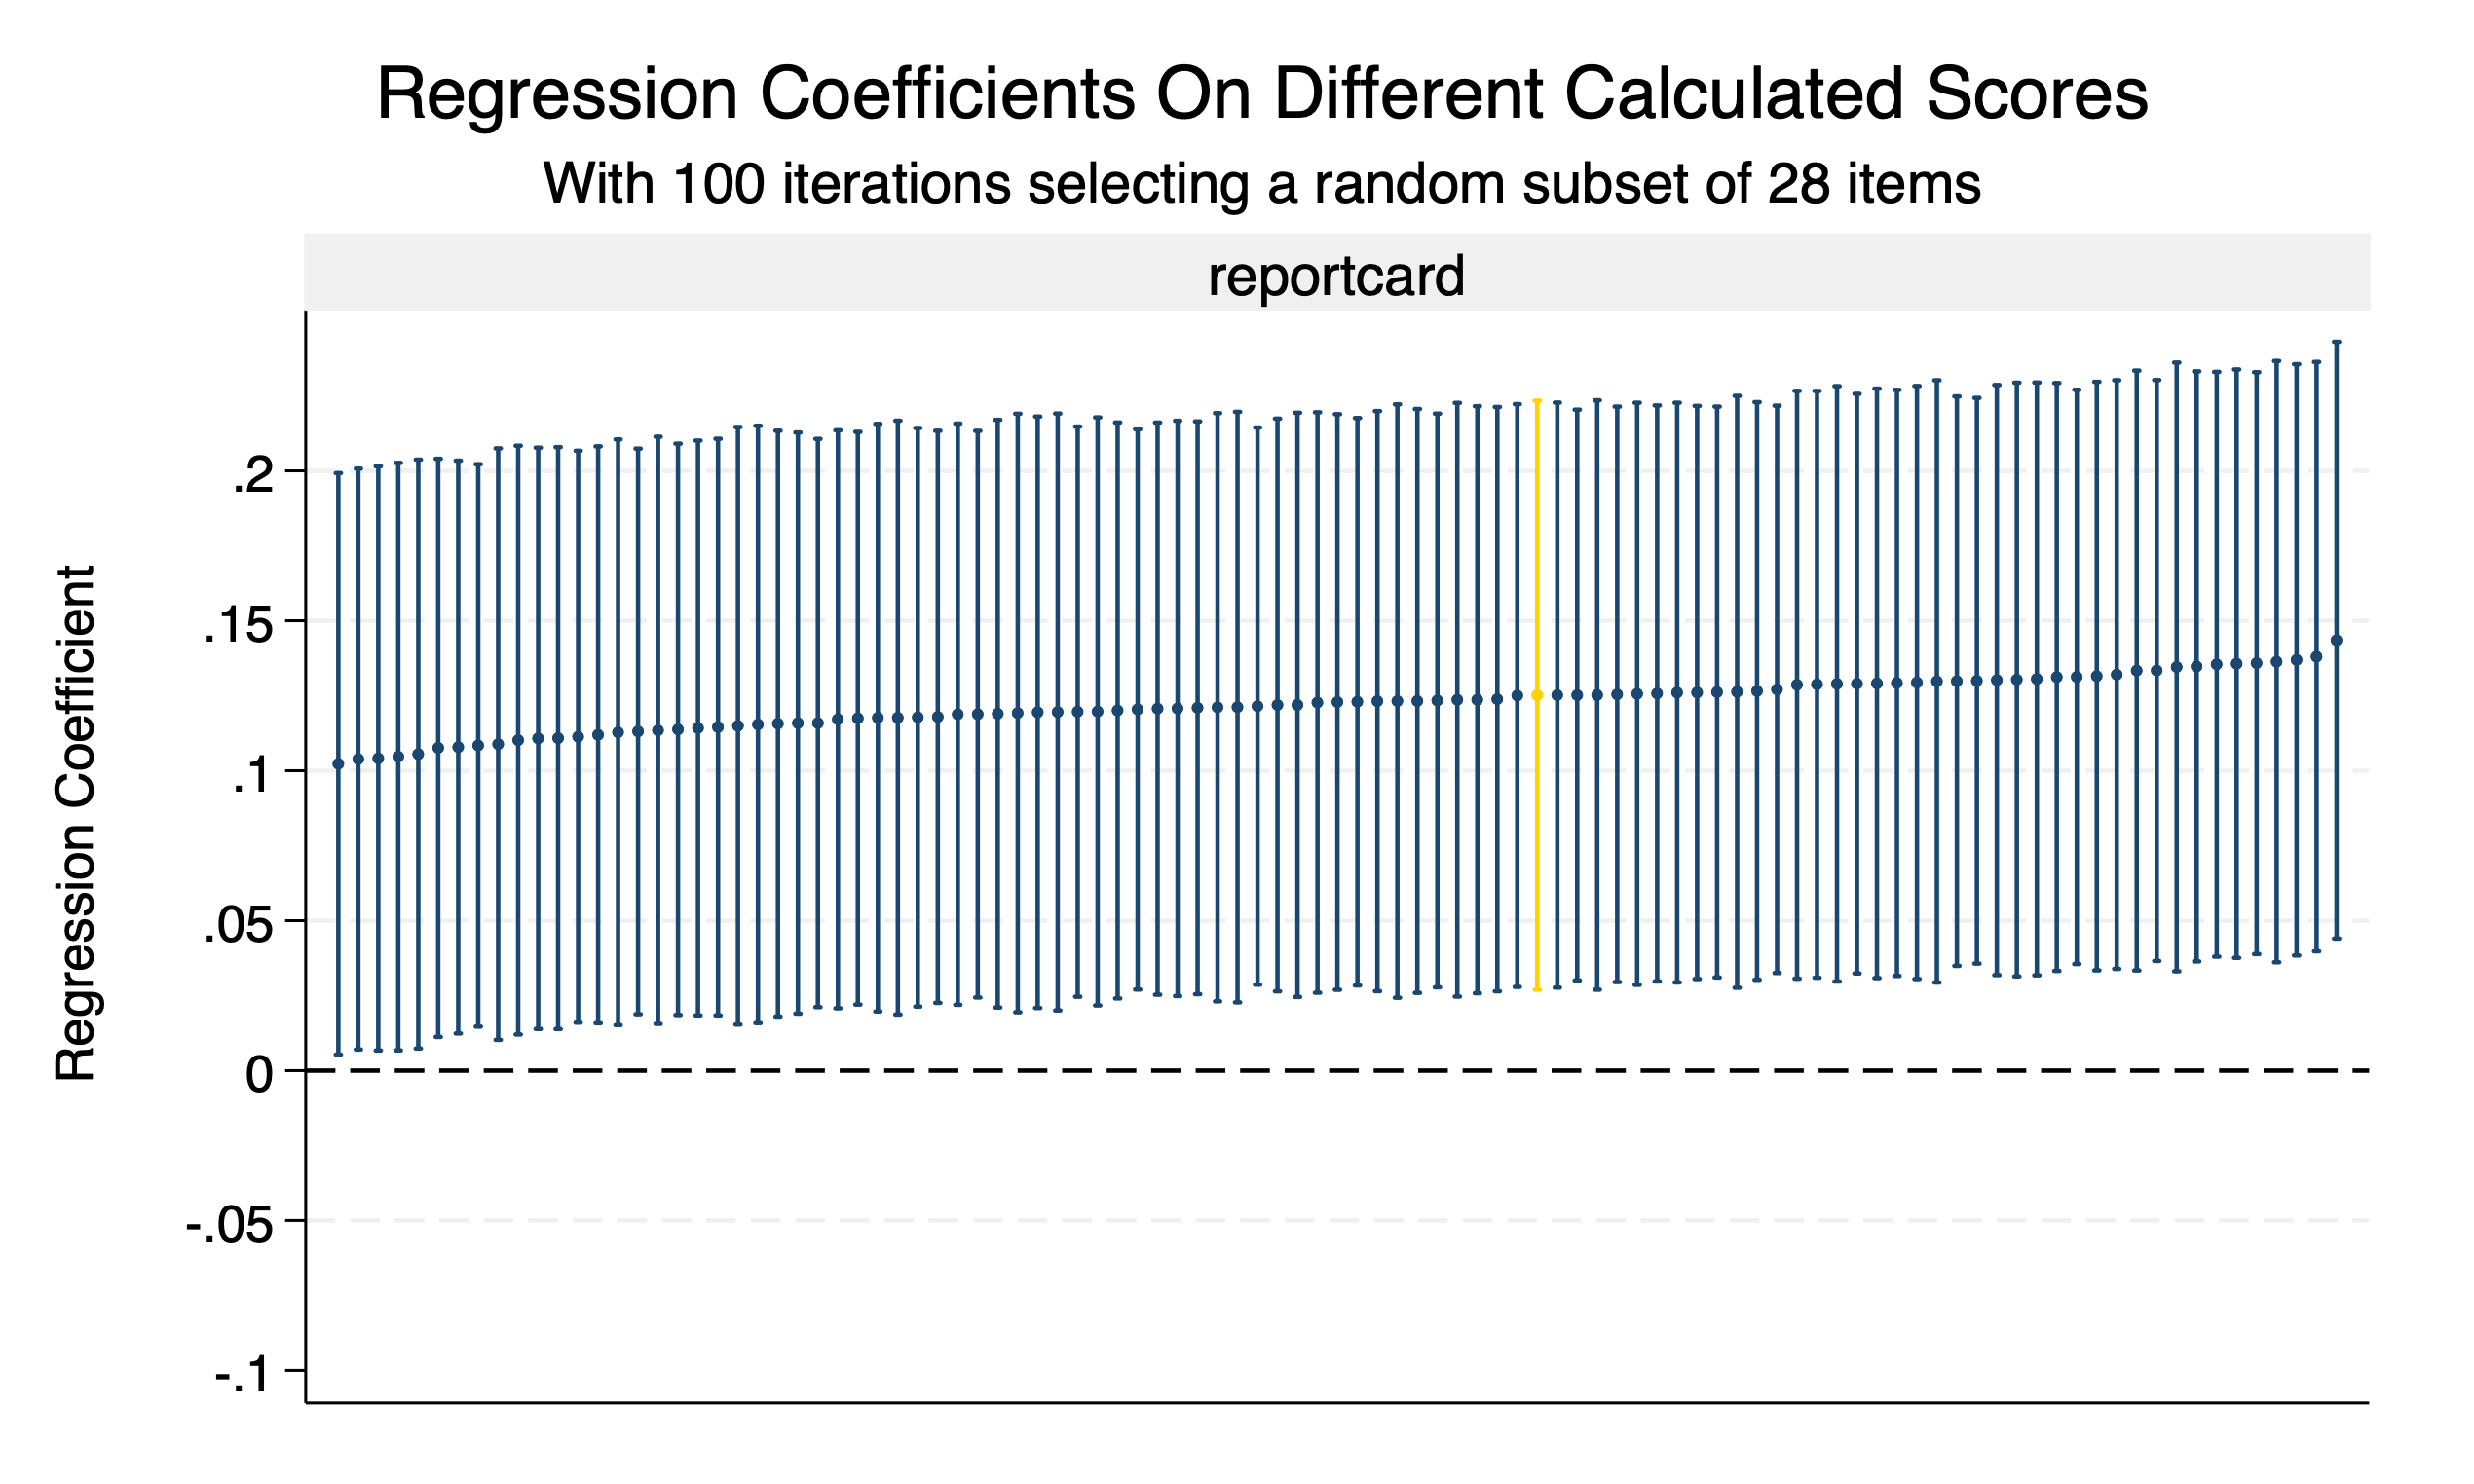 Regression Coefficients On Different Calculated Scores
With 100 iterations selecting a random subset of 28 items
reportcard
Regression Coefficient
.2
.15
.1
.05
0
-.05
-.1